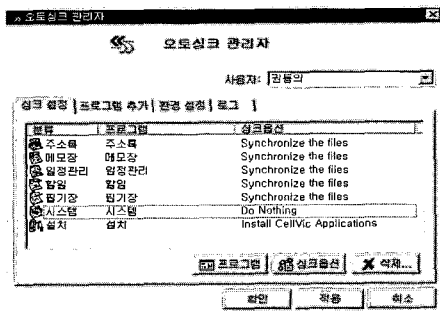 오토싱크 관리자
오토싱크 관리자
사용자: 권동악
싱크 설정 프로그램 추가 환경 설정 로그
분류 프로그램 싱크옵션
주소록 주소록 Synchronize the files
메모장 메모장 Synchronize the files
일정관리 일정관리 Synchronize the files
할일 할일 Synchronize the files
필기장 필기장 Synchronize the files
시스템 시스템 Do Nothing
설치 설치 Install CellVic Applications
프로그램 싱크옵션 삭제...
확인 적용 취소